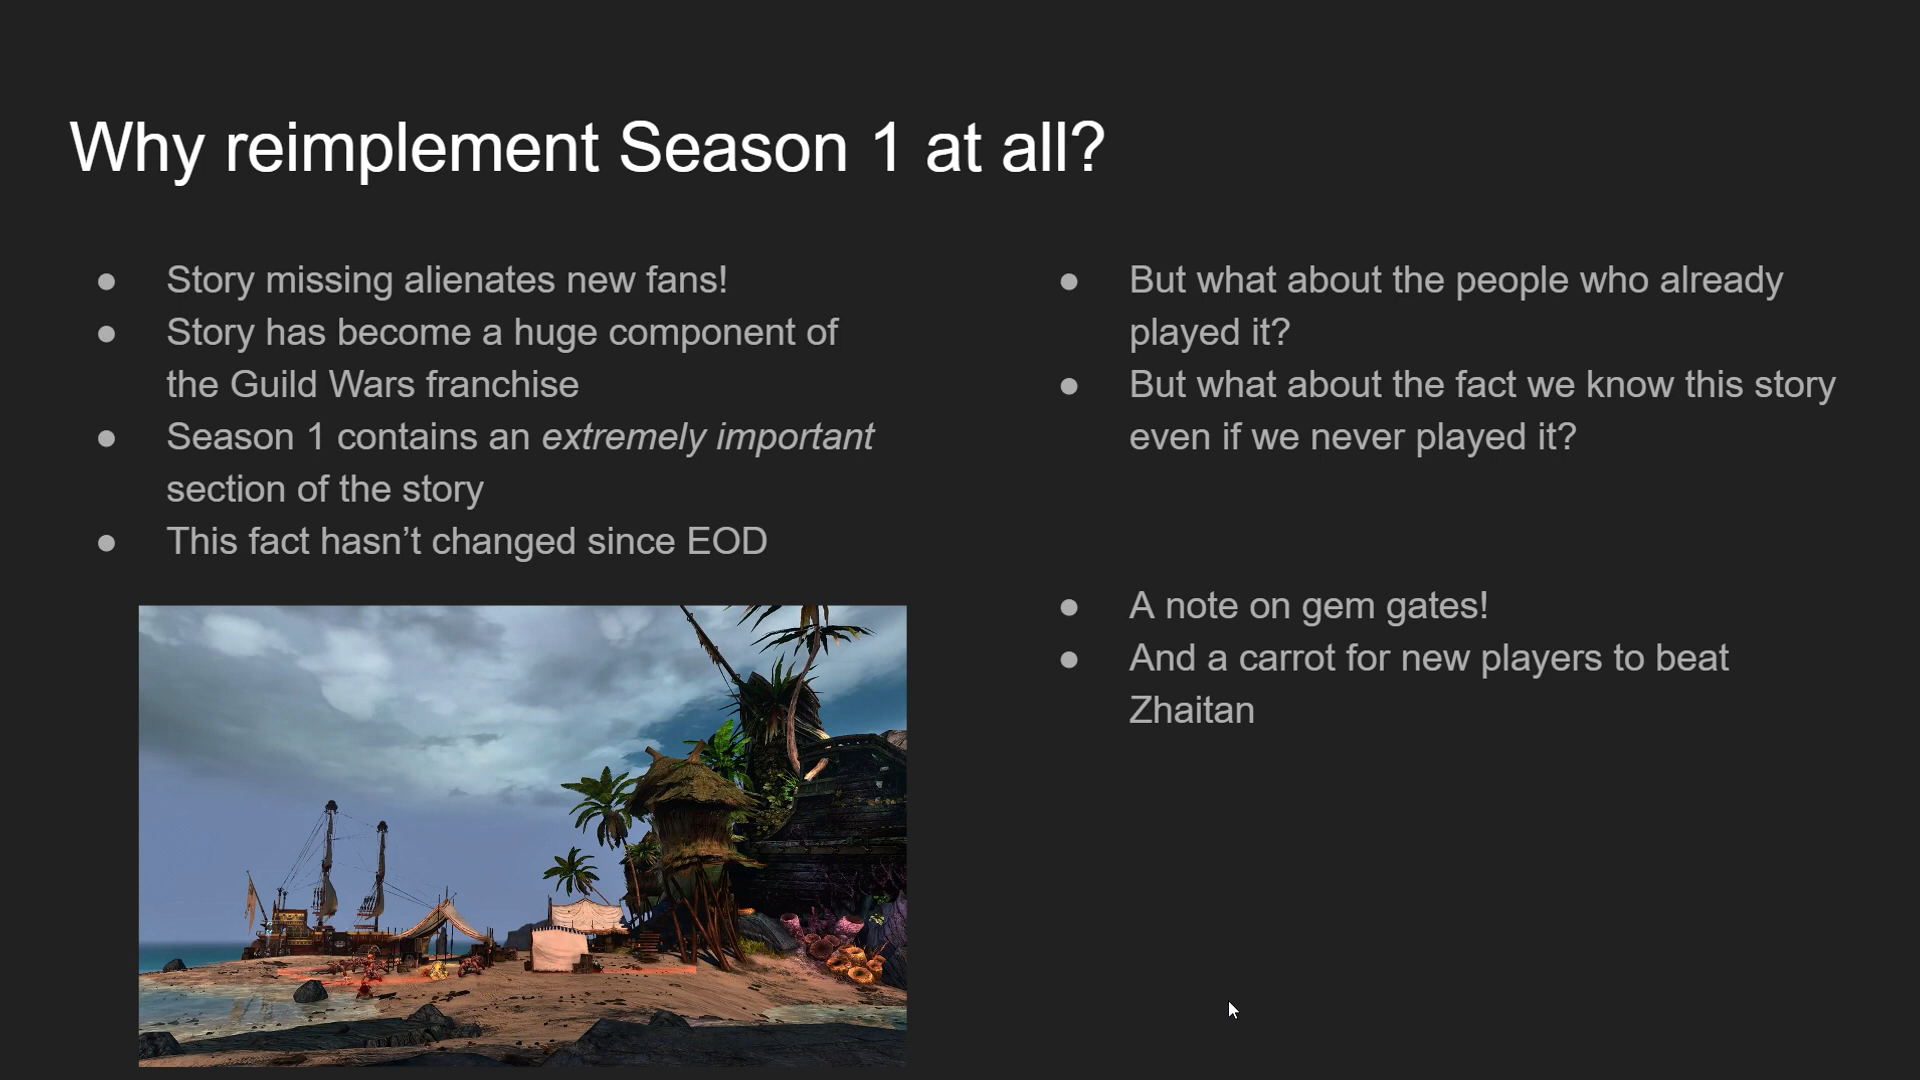 Why reimplement Season 1 at all?
● Story missing alienates new fans!
● Story has become a huge component of
the Guild Wars franchise
● Season 1 contains an extremely important
section of the story
● This fact hasn’t changed since EOD
● But what about the people who already
played it?
● But what about the fact we know this story
even if we never played it?
● A note on gem gates!
● And a carrot for new players to beat
Zhaitan